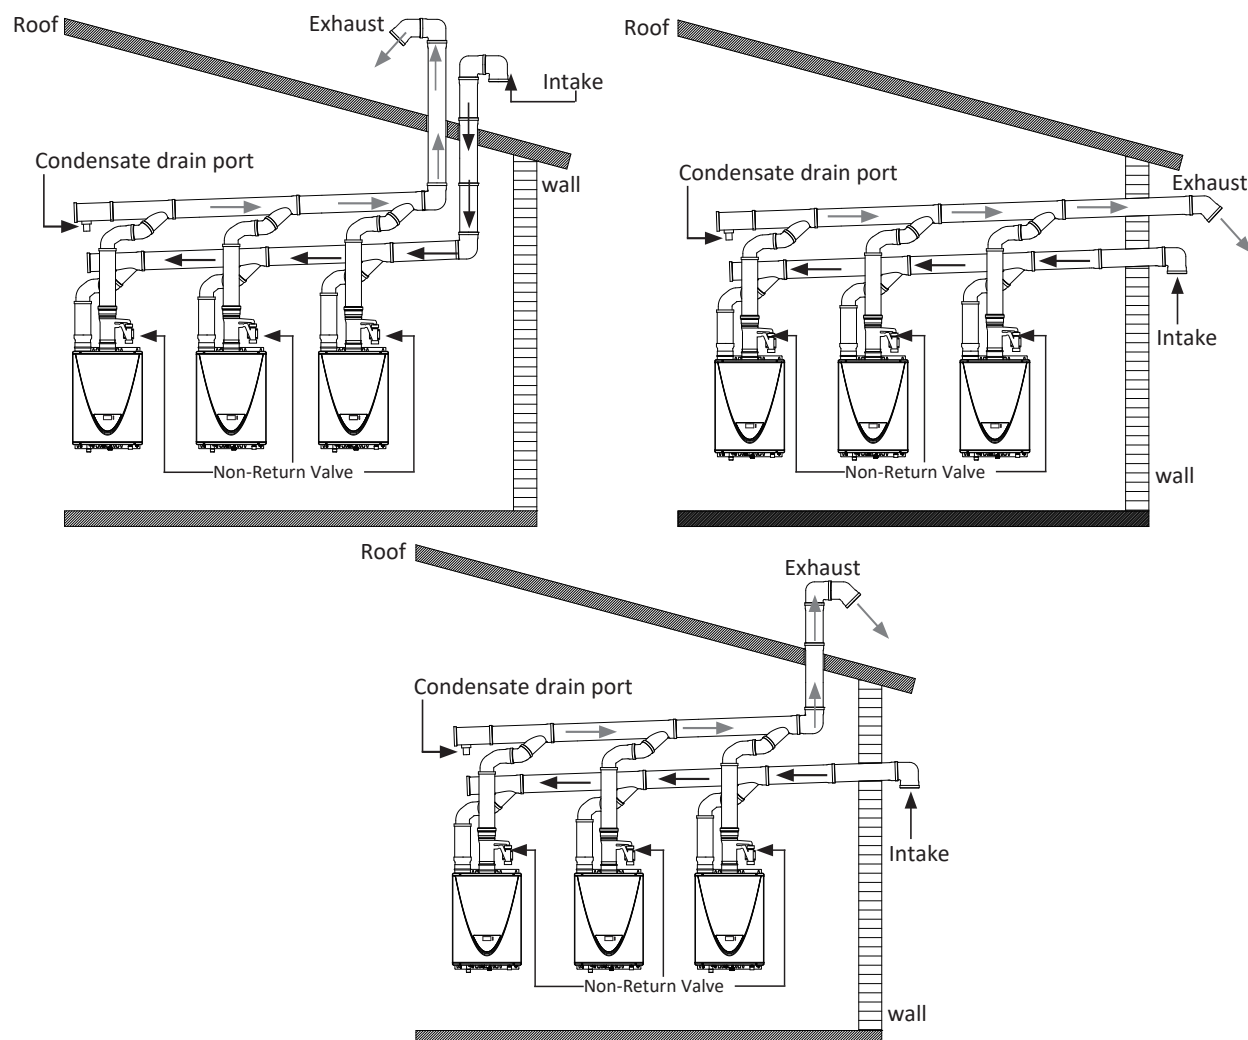 Roof
Exhaust
Intake
Condensate drain port
wall
Non-Return Valve
Roof
Condensate drain port
Exhaust
Intake
Non-Return Valve
wall
Roof
Exhaust
Condensate drain port
Intake
Non-Return Valve
wall